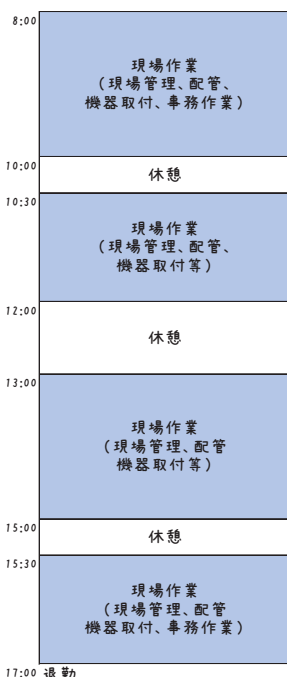 8:00
現場作業
(現場管理、配管、
機器取付、事務作業)
10:00
休憩
10:30
現場作業
(現場管理、配管、
機器取付等)
12:00
休憩
13:00
現場作業
(現場管理、配管
機器取付等)
15:00
休憩
15:30
現場作業
(現場管理、配管
機器取付、事務作業)
17:00 退勤